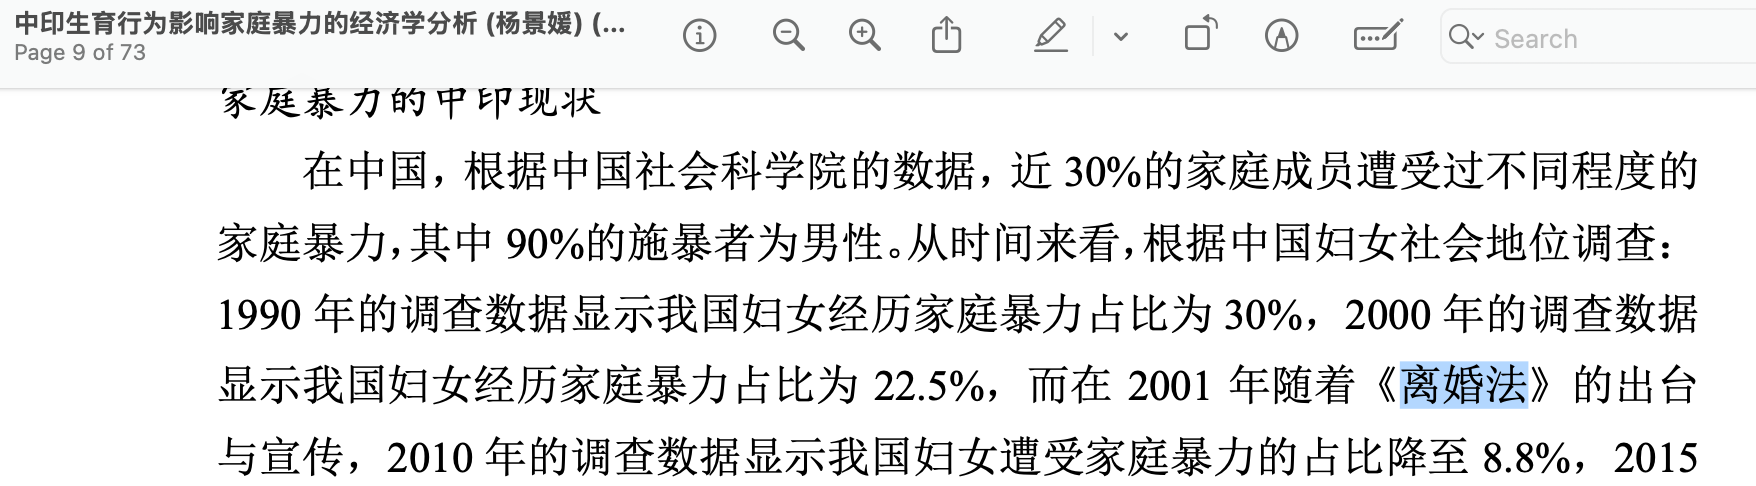 中印生育行为影响家庭暴力的经济学分析 (杨景媛) (...
Page 9 of 73
Search
家庭暴力的中印现状
在中国，根据中国社会科学院的数据，近 30%的家庭成员遭受过不同程度的
家庭暴力，其中 90%的施暴者为男性。从时间来看，根据中国妇女社会地位调查：
1990 年的调查数据显示我国妇女经历家庭暴力占比为 30%，2000 年的调查数据
显示我国妇女经历家庭暴力占比为 22.5%，而在 2001 年随着《离婚法》的出台
与宣传，2010 年的调查数据显示我国妇女遭受家庭暴力的占比降至 8.8%，2015